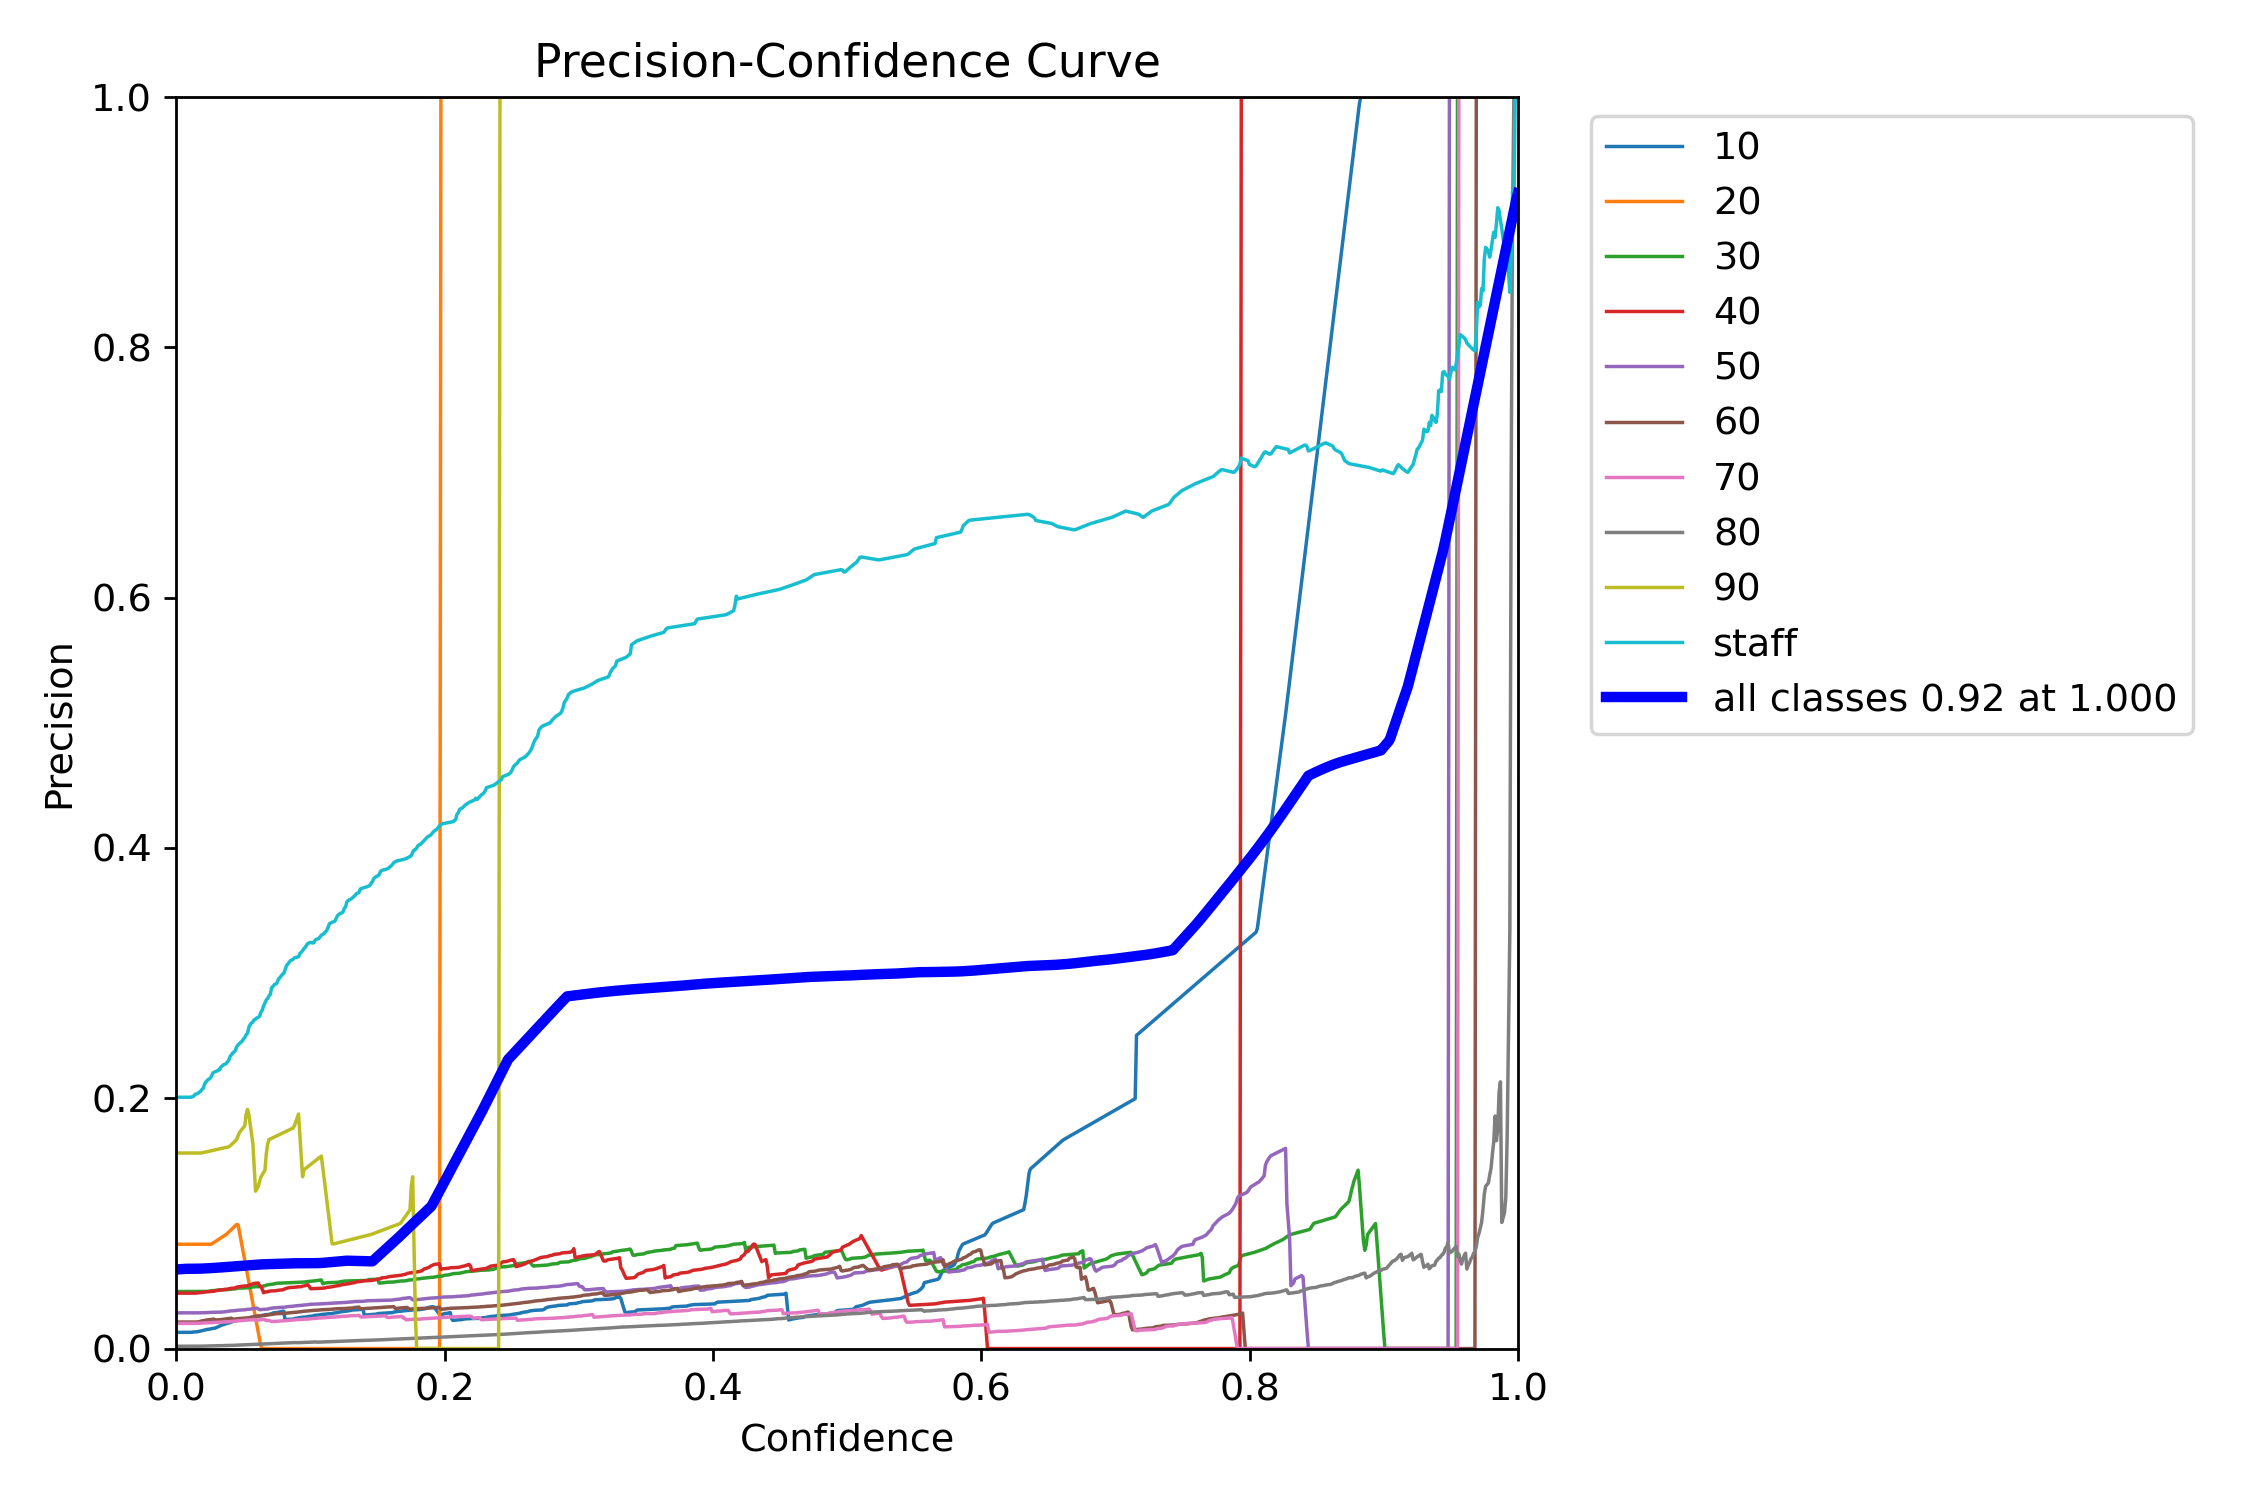 Precision-Confidence Curve
1.0
0.8
0.6
0.4
0.2
0.0
Precision
0.0 0.2 0.4 0.6 0.8 1.0
Confidence
10
20
30
40
50
60
70
80
90
staff
all classes 0.92 at 1.000